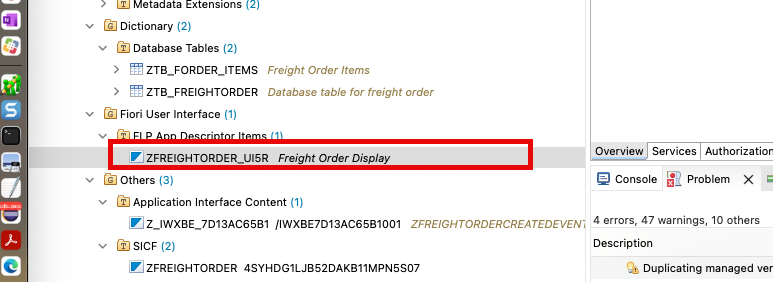 Metadata Extensions (2)
Dictionary (2)
Database Tables (2)
ZTB_FORDER_ITEMS Freight Order Items
ZTB_FREIGHTORDER Database table for freight order
Fiori User Interface (1)
FLP App Descriptor Items (1)
ZFREIGHTORDER_UI5R Freight Order Display
Others (3)
Application Interface Content (1)
Z_IWXBE_7D13AC65B1 /IWXBE7D13AC65B1001 ZFREIGHTORDERCREATEDEVENT
SICF (2)
ZFREIGHTORDER 4SYHDG1LJB52DAKB11MPN5S07
Overview Services Authorization
Console Problem
4 errors, 47 warnings, 10 others
Description
Duplicating managed ver